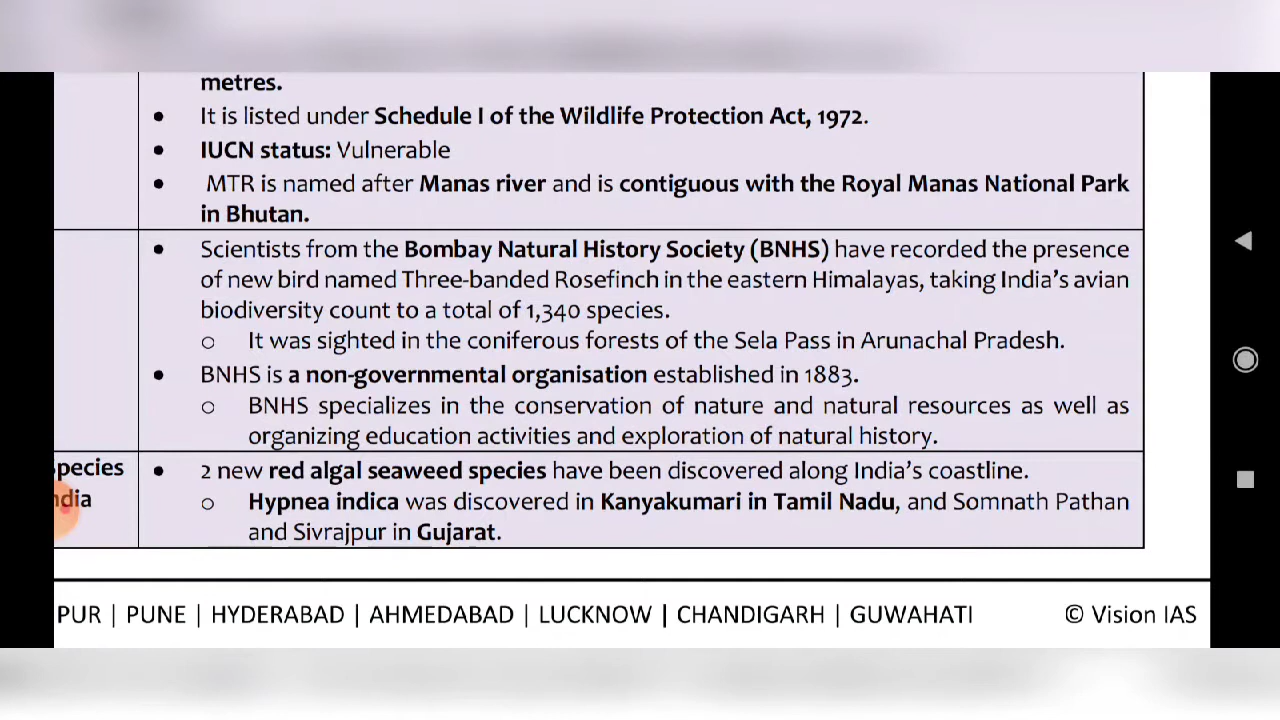 metres.
• It is listed under Schedule I of the Wildlife Protection Act, 1972.
• IUCN status: Vulnerable
• MTR is named after Manas river and is contiguous with the Royal Manas National Park
in Bhutan.
• Scientists from the Bombay Natural History Society (BNHS) have recorded the presence
of new bird named Three-banded Rosefinch in the eastern Himalayas, taking India's avian
biodiversity count to a total of 1,340 species.
o It was sighted in the coniferous forests of the Sela Pass in Arunachal Pradesh.
• BNHS is a non-governmental organisation established in 1883.
o BNHS specializes in the conservation of nature and natural resources as well as
organizing education activities and exploration of natural history.
pecies
ndia
• 2 new red algal seaweed species have been discovered along India's coastline.
o Hypnea indica was discovered in Kanyakumari in Tamil Nadu, and Somnath Pathan
and Sivrajpur in Gujarat.
PUR | PUNE | HYDERABAD | AHMEDABAD | LUCKNOW | CHANDIGARH | GUWAHATI © Vision IAS